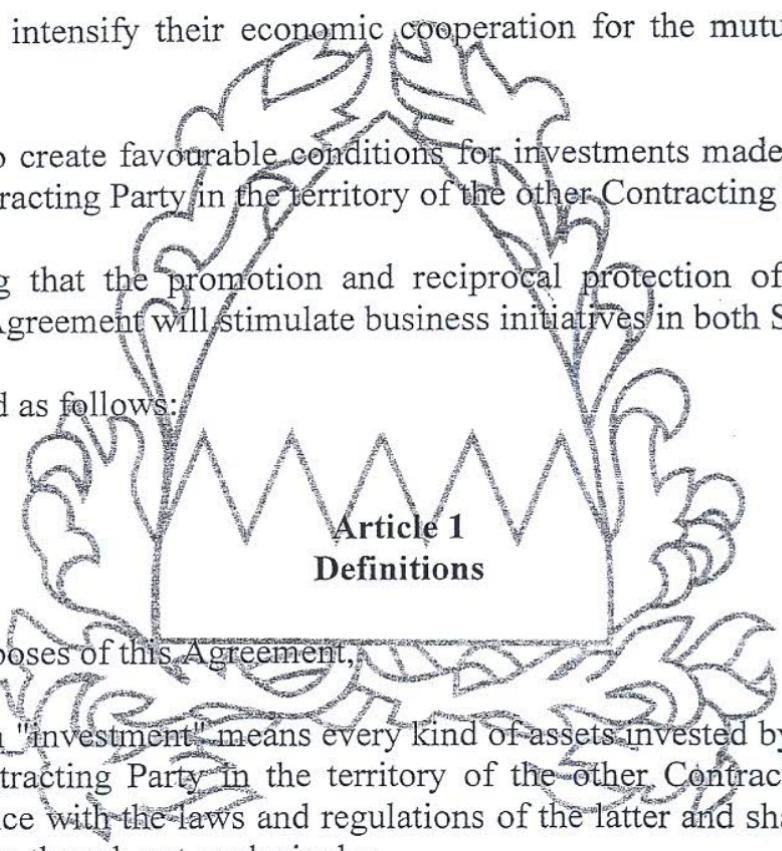 intensify their economic cooperation for the mutu
o create favourable conditions for investments made
racting Party in the territory of the other Contracting
g that the promotion and reciprocal protection of
Agreement will stimulate business initiatives in both S
d as follows:
Article 1
Definitions
poses of this Agreement,
"investment" means every kind of assets invested by
tracting Party in the territory of the other Contrac
ce with the laws and regulations of the latter and sha